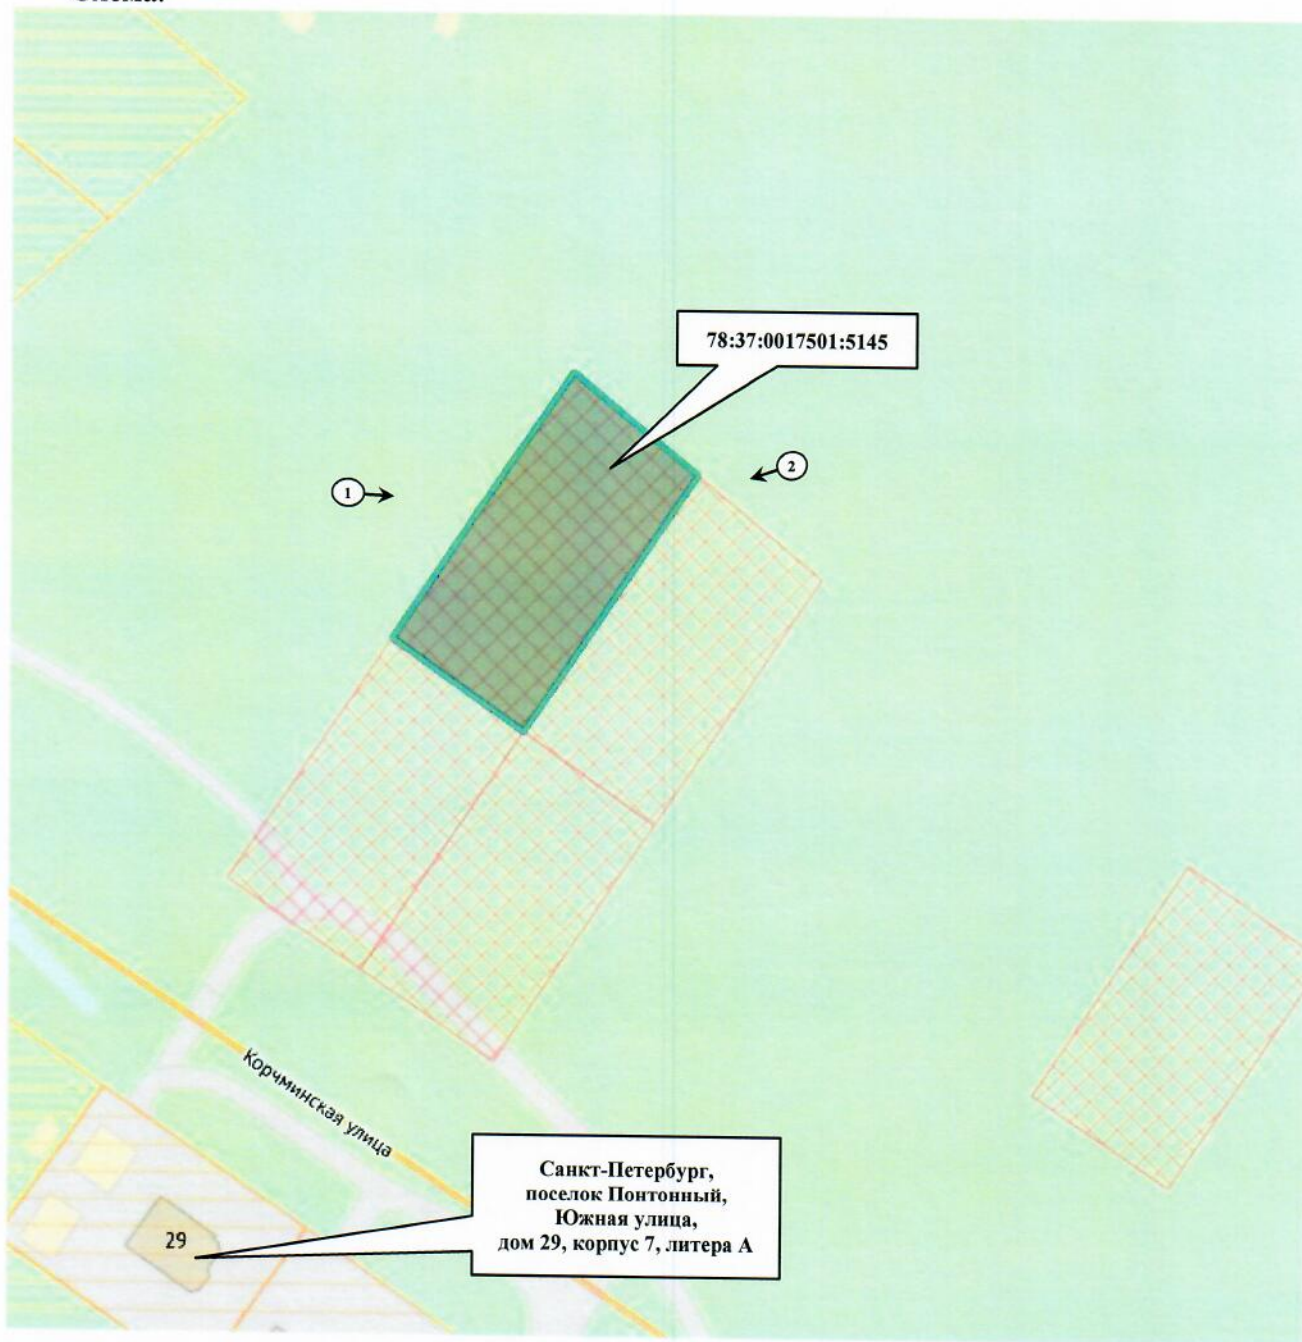 78:37:0017501:5145
1
2
Корчминская улица
Санкт-Петербург,
поселок Понтонный,
Южная улица,
дом 29, корпус 7, литера А
29